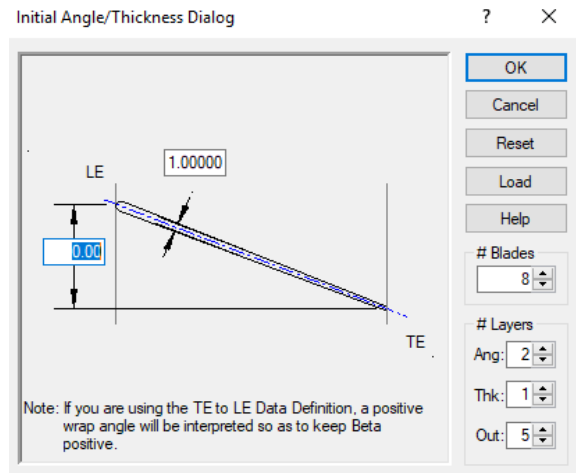 Initial Angle/Thickness Dialog
?
OK
Cancel
Reset
Load
Help
# Blades
8
# Layers
Ang: 2
Thk: 1
Out: 5
1.00000
LE
0.00
TE
Note: If you are using the TE to LE Data Definition, a positive
wrap angle will be interpreted so as to keep Beta
positive.